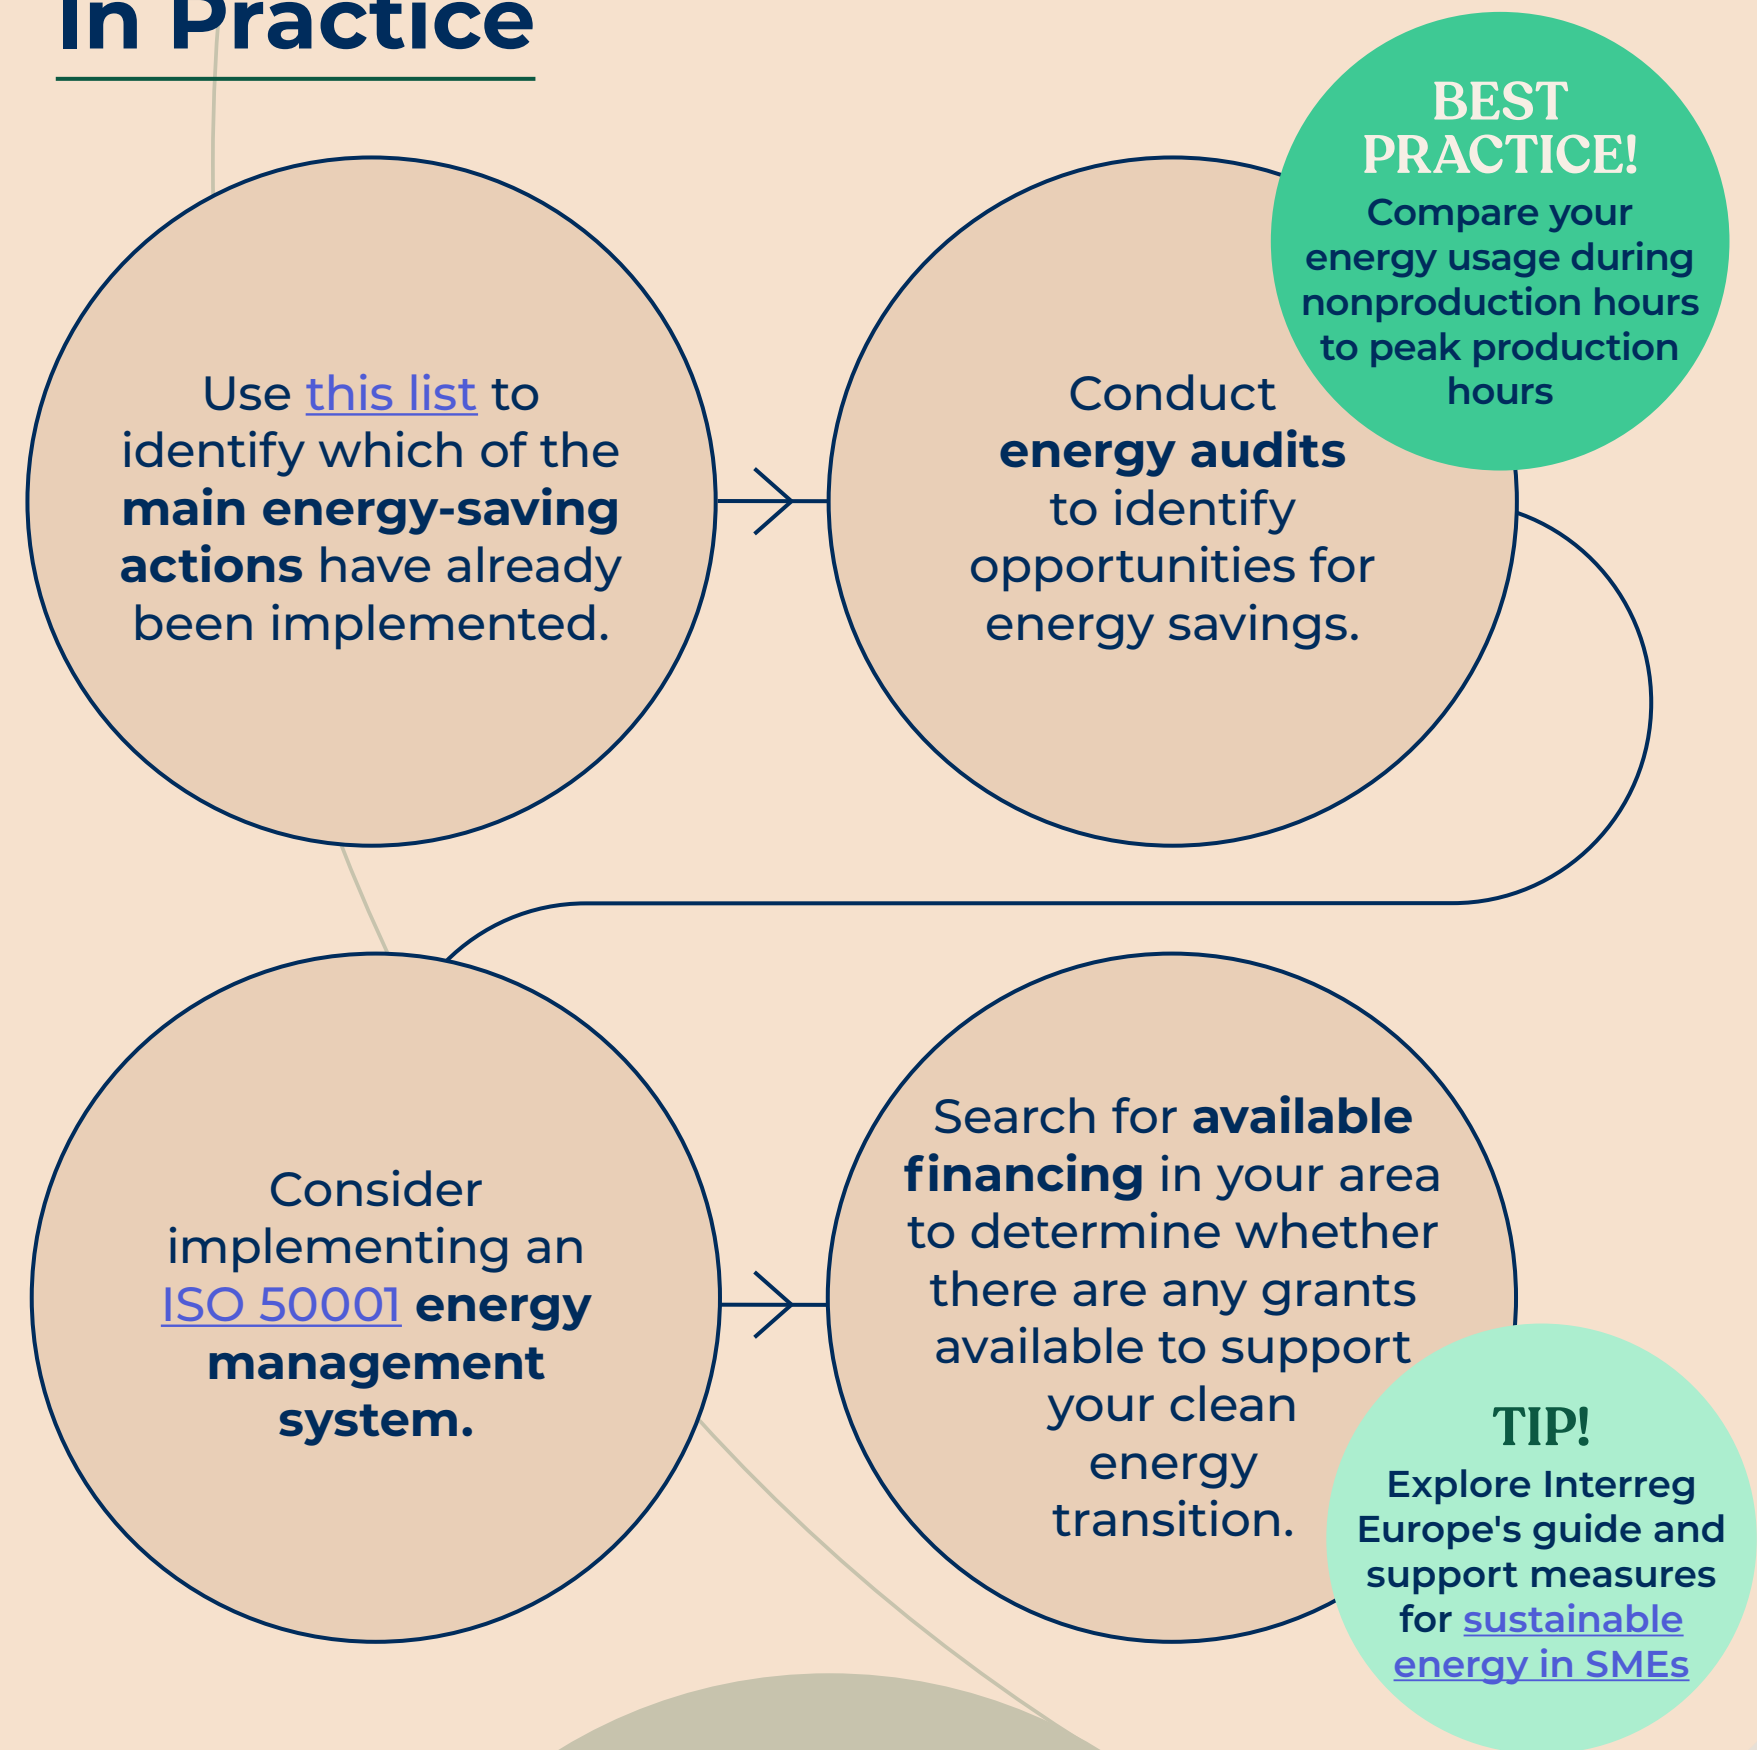 In Practice
BEST
PRACTICE!
Compare your
energy usage during
nonproduction hours
to peak production
hours
Use this list to
identify which of the
main energy-saving
actions have already
been implemented.
Conduct
energy audits
to identify
opportunities for
energy savings.
Consider
implementing an
ISO 50001 energy
management
system.
Search for available
financing in your area
to determine whether
there are any grants
available to support
your clean
energy
transition.
TIP!
Explore Interreg
Europe's guide and
support measures
for sustainable
energy in SMEs